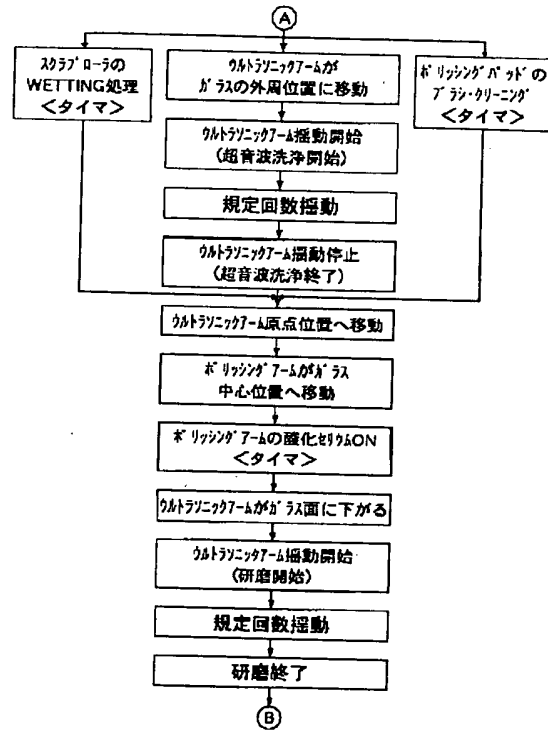 A
スクラブローラの
WETTING処理
<タイマ>
ウルトラソニックアームが
ガラスの外周位置に移動
ポリッシングパッドの
ブラシ・クリーニング
<タイマ>
ウルトラソニックアーム揺動開始
(超音波洗浄開始)
規定回数揺動
ウルトラソニックアーム揺動停止
(超音波洗浄終了)
ウルトラソニックアーム原点位置へ移動
ポリッシングアームがガラス
中心位置へ移動
ポリッシングアームの酸化セリウムON
<タイマ>
ウルトラソニックアームがガラス面に下がる
ウルトラソニックアーム揺動開始
(研磨開始)
規定回数揺動
研磨終了
B